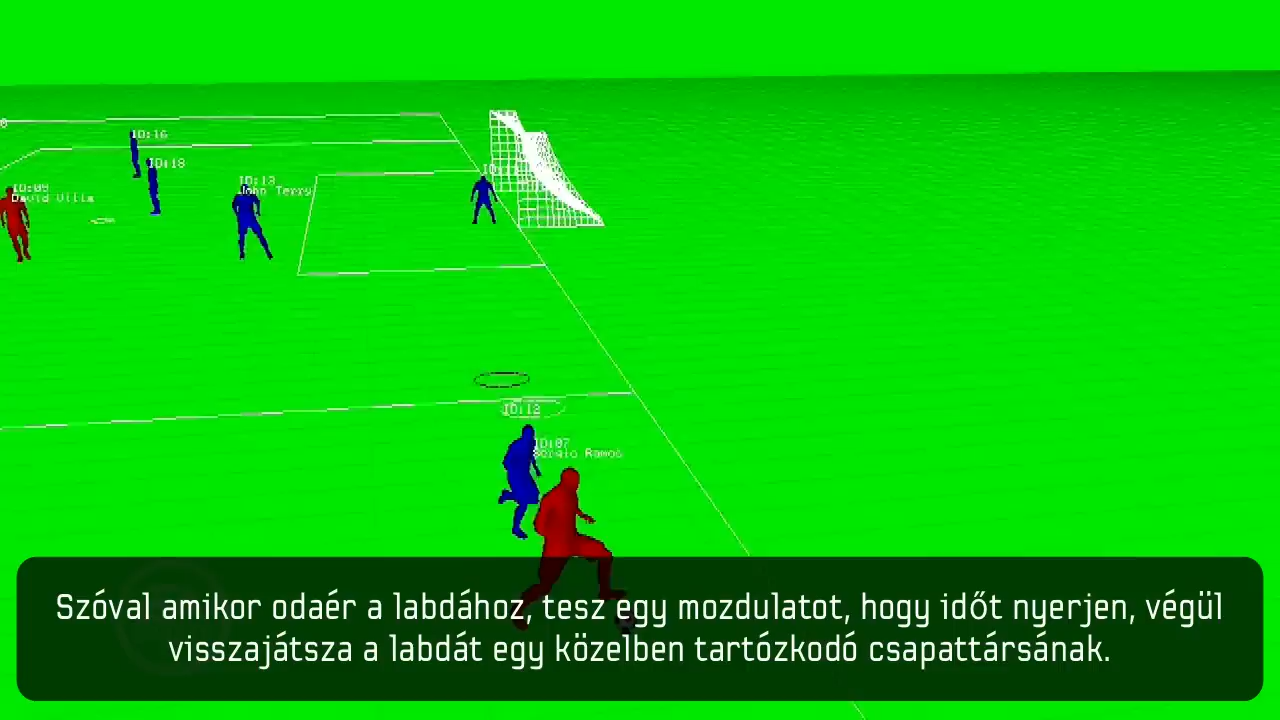 ID:16
ID:18
ID:13
John Terry
ID:09
David Villa
ID:12
ID:07
Sergio Ramos
Szóval amikor odaér a labdához, tesz egy mozdulatot, hogy időt nyerjen, végül
visszajátsza a labdát egy közelben tartózkodó csapattársának.